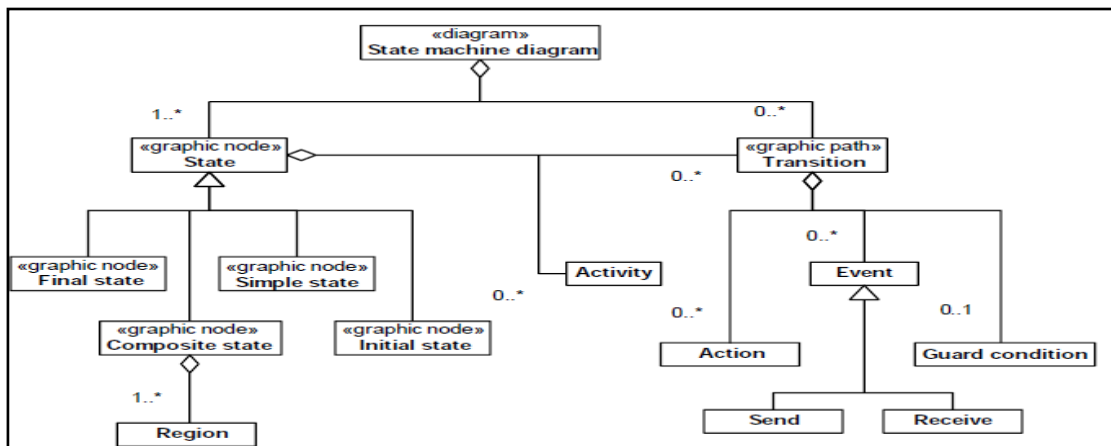 «diagram»
State machine diagram
1..*
0..*
«graphic node»
State
«graphic path»
Transition
0..*
0..*
«graphic node»
Final state
«graphic node»
Simple state
Activity
Event
0..*
0..*
0..1
«graphic node»
Composite state
«graphic node»
Initial state
Action
Guard condition
1..*
Region
Send
Receive